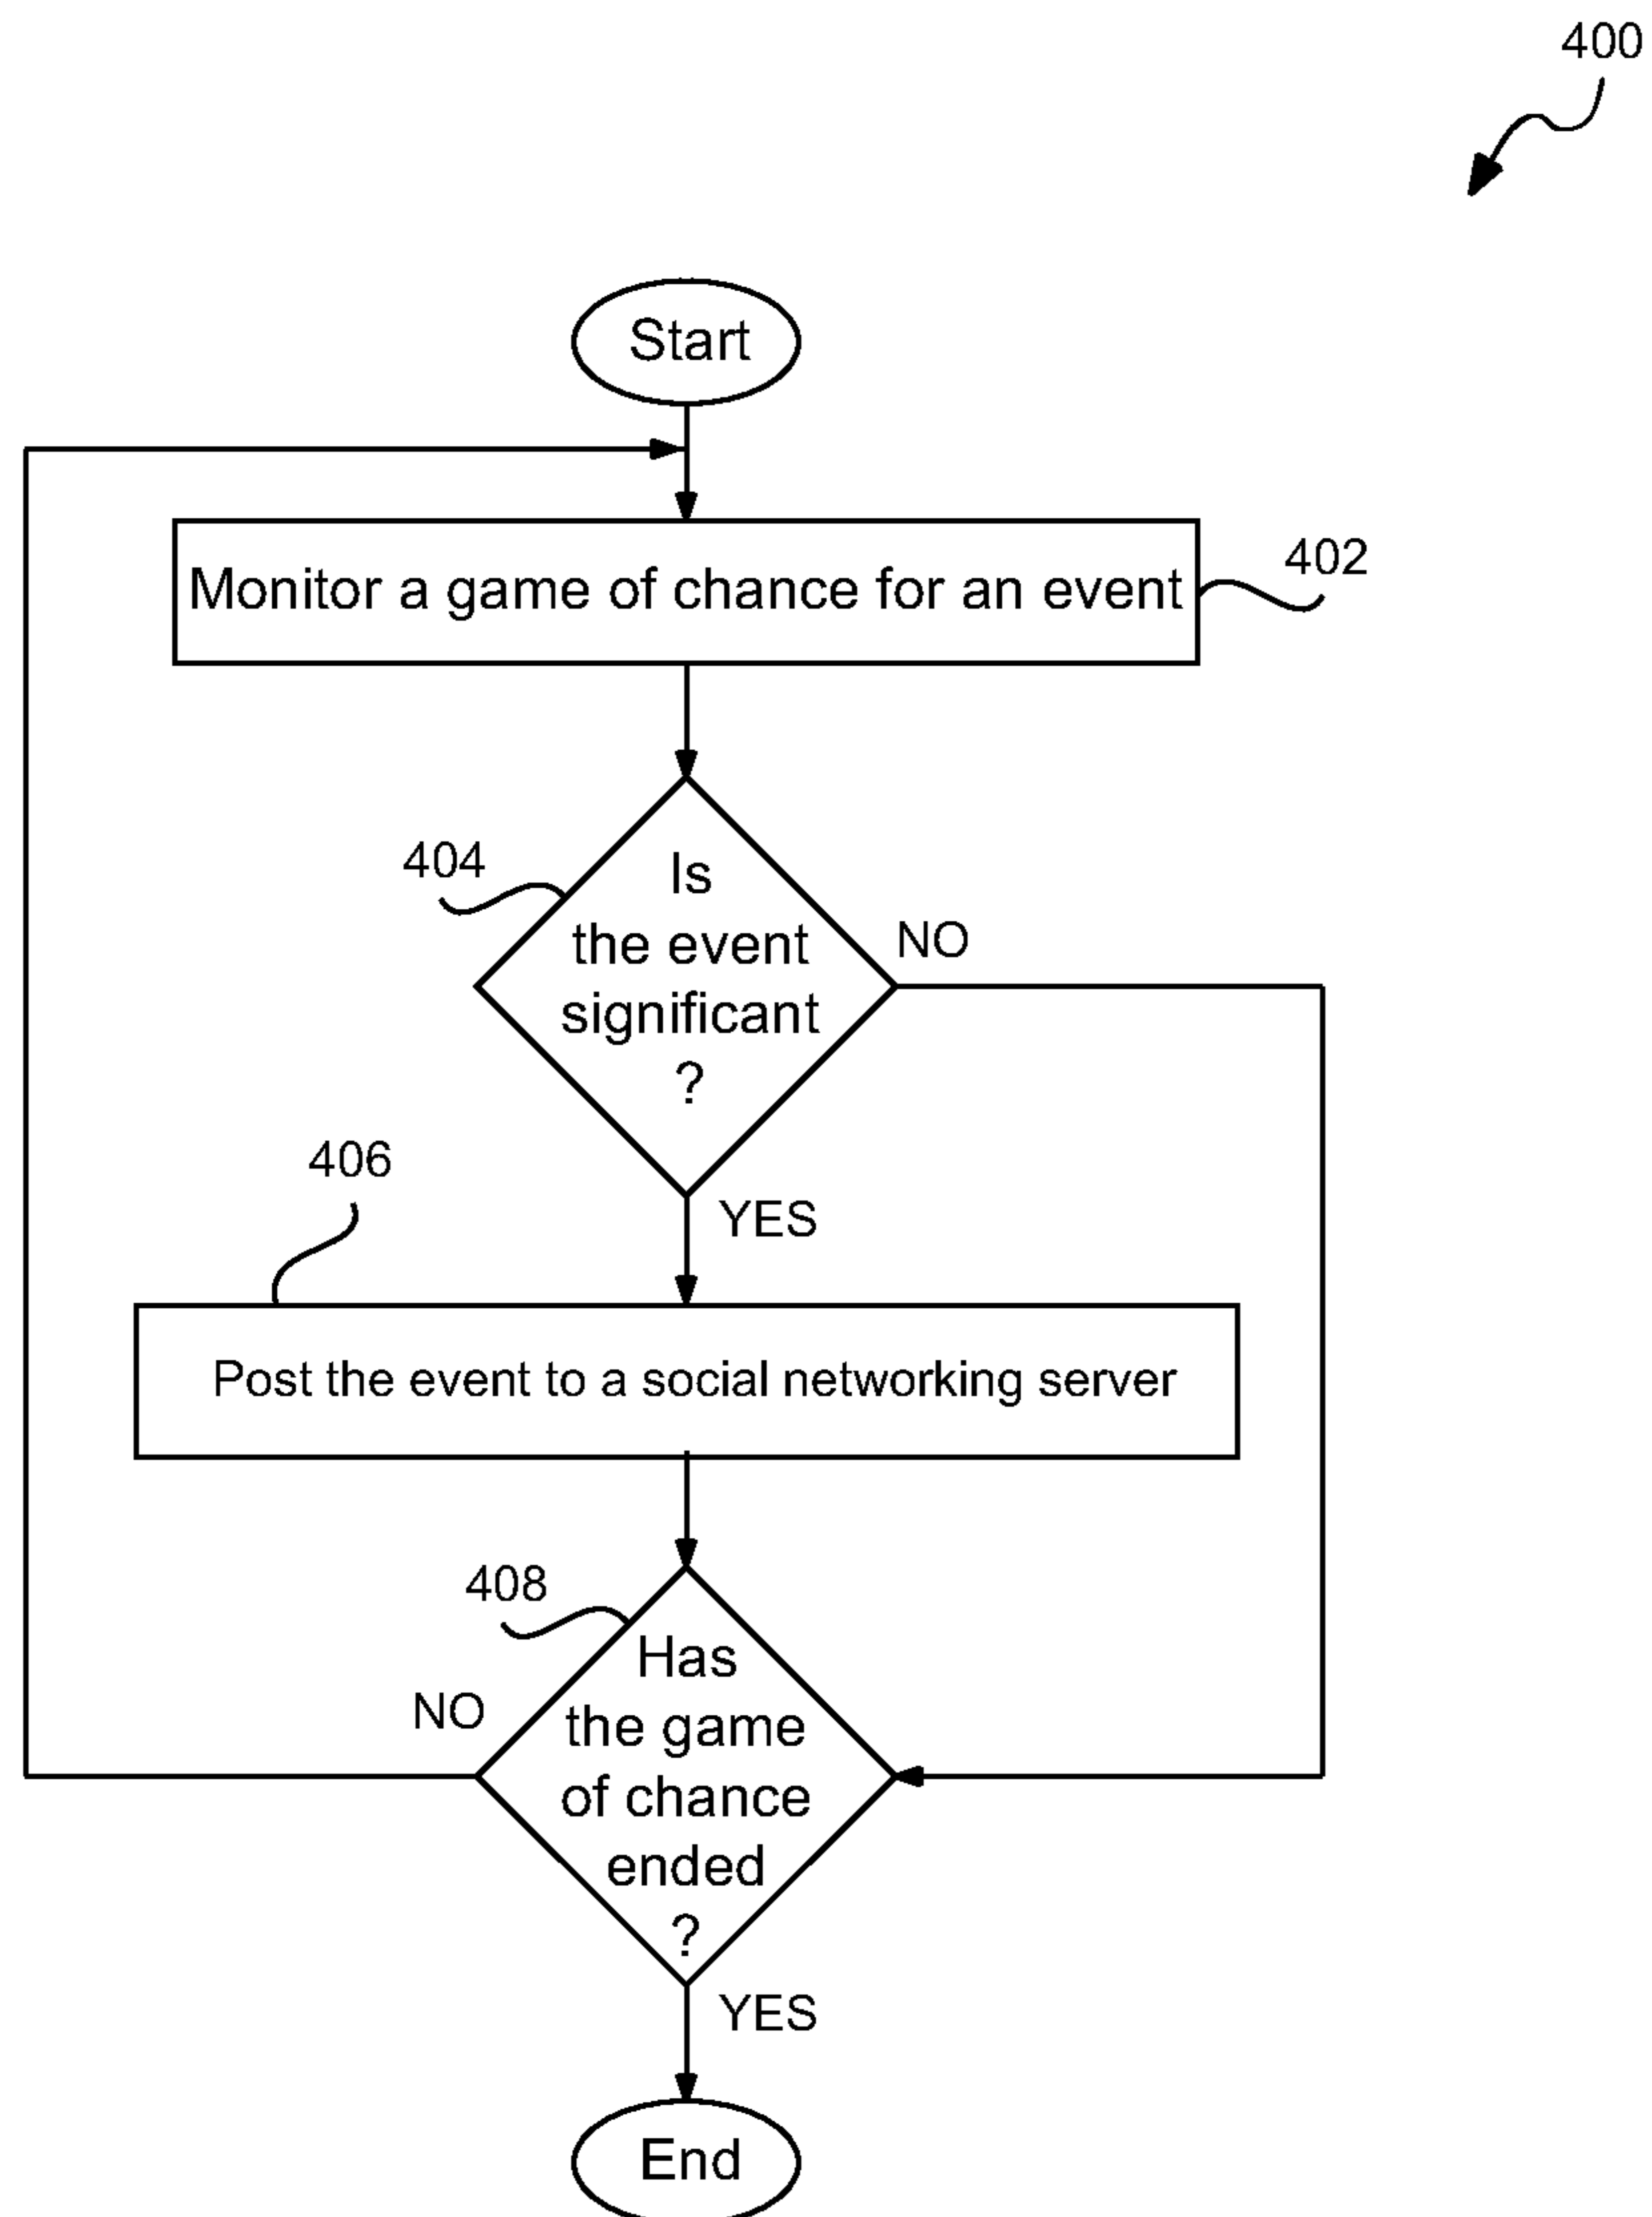 400
Start
Monitor a game of chance for an event
402
404
Is
the event
significant
?
NO
YES
406
Post the event to a social networking server
408
Has
the game
of chance
ended
?
NO
YES
End